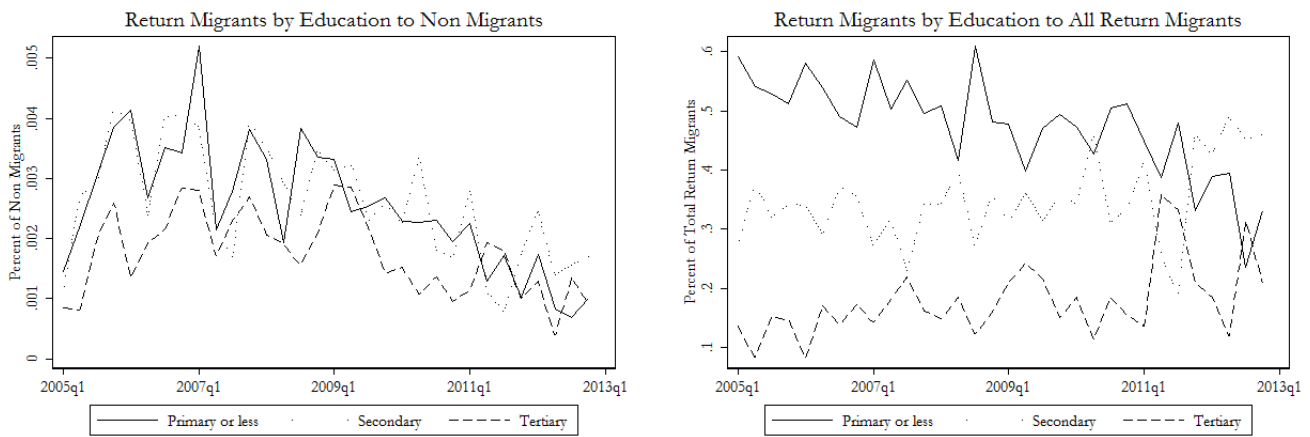 Return Migrants by Education to Non Migrants
Percent of Non Migrants
.005
.004
.003
.002
.001
0
2005q1 2007q1 2009q1 2011q1 2013q1
Primary or less Secondary Tertiary
Return Migrants by Education to All Return Migrants
Percent of Total Return Migrants
.6
.5
.4
.3
.2
.1
2005q1 2007q1 2009q1 2011q1 2013q1
Primary or less Secondary Tertiary